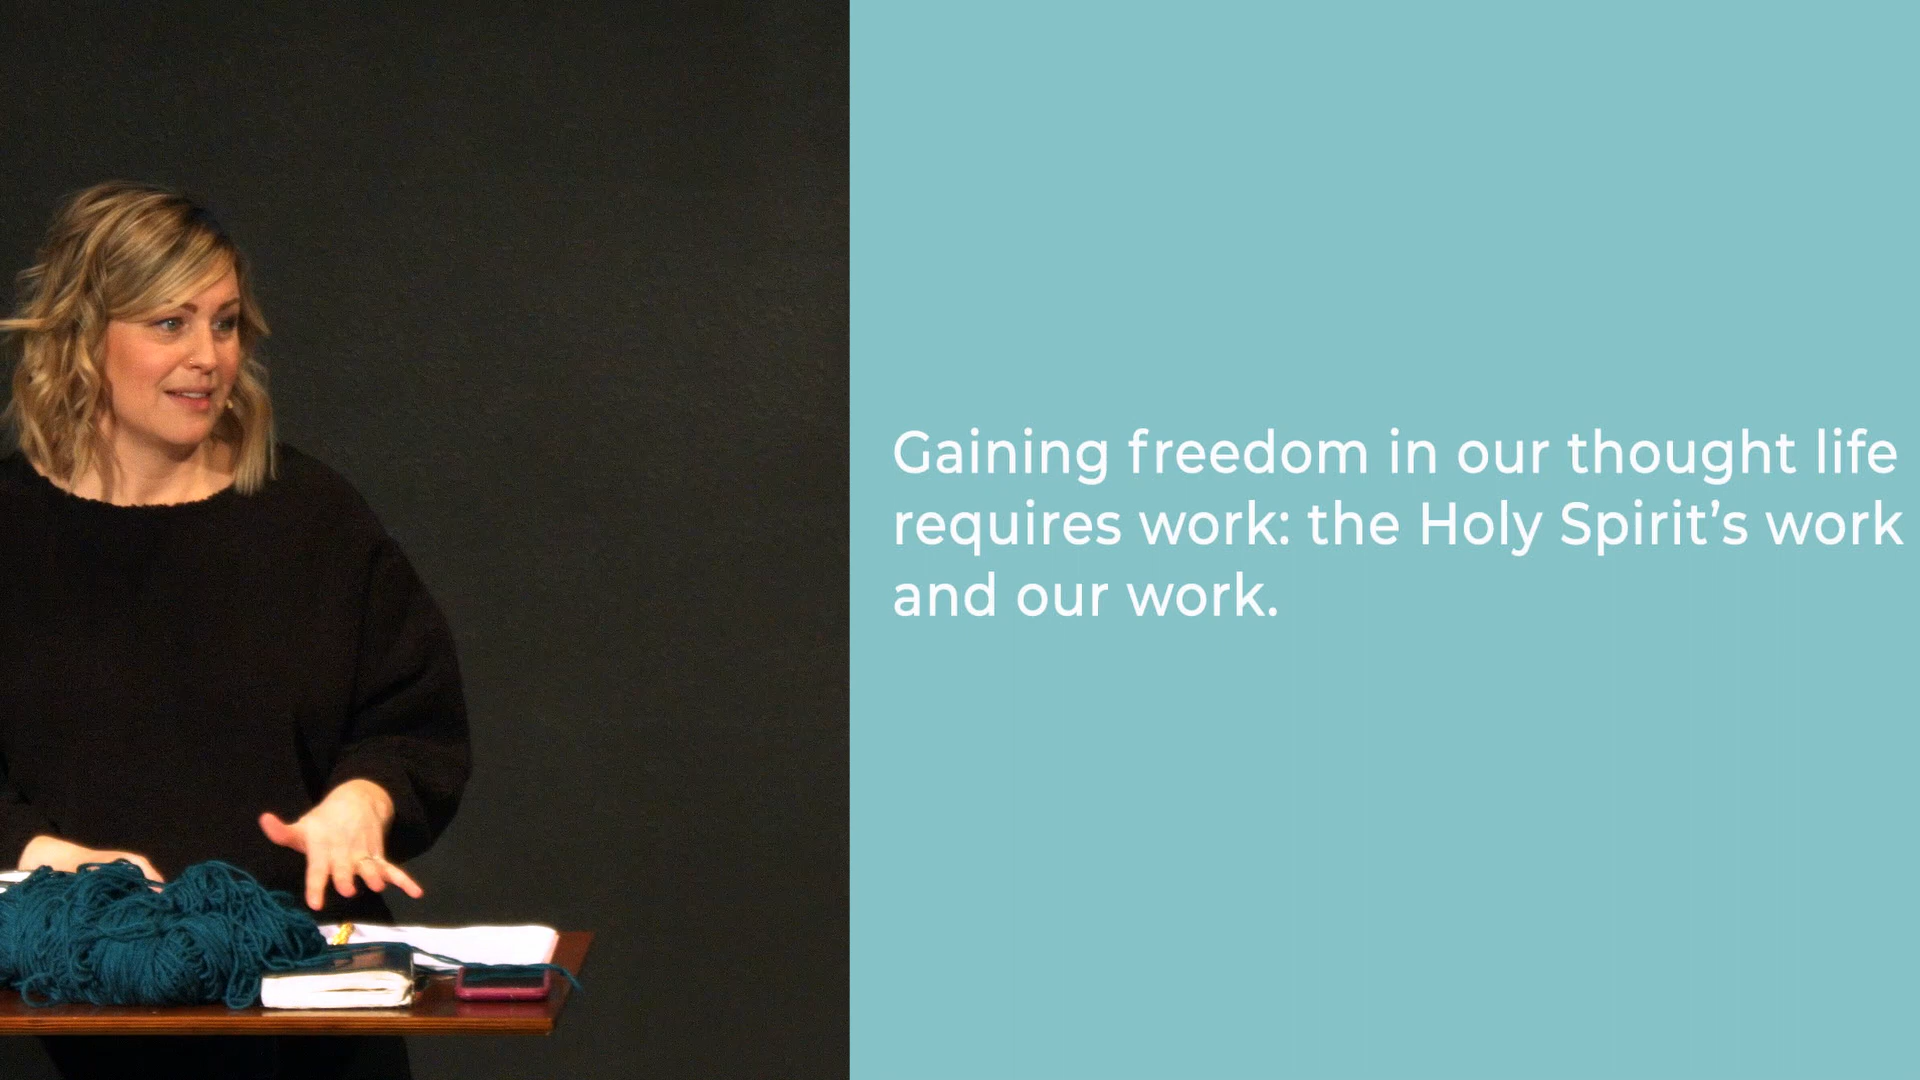 Gaining freedom in our thought life
requires work: the Holy Spirit’s work
and our work.